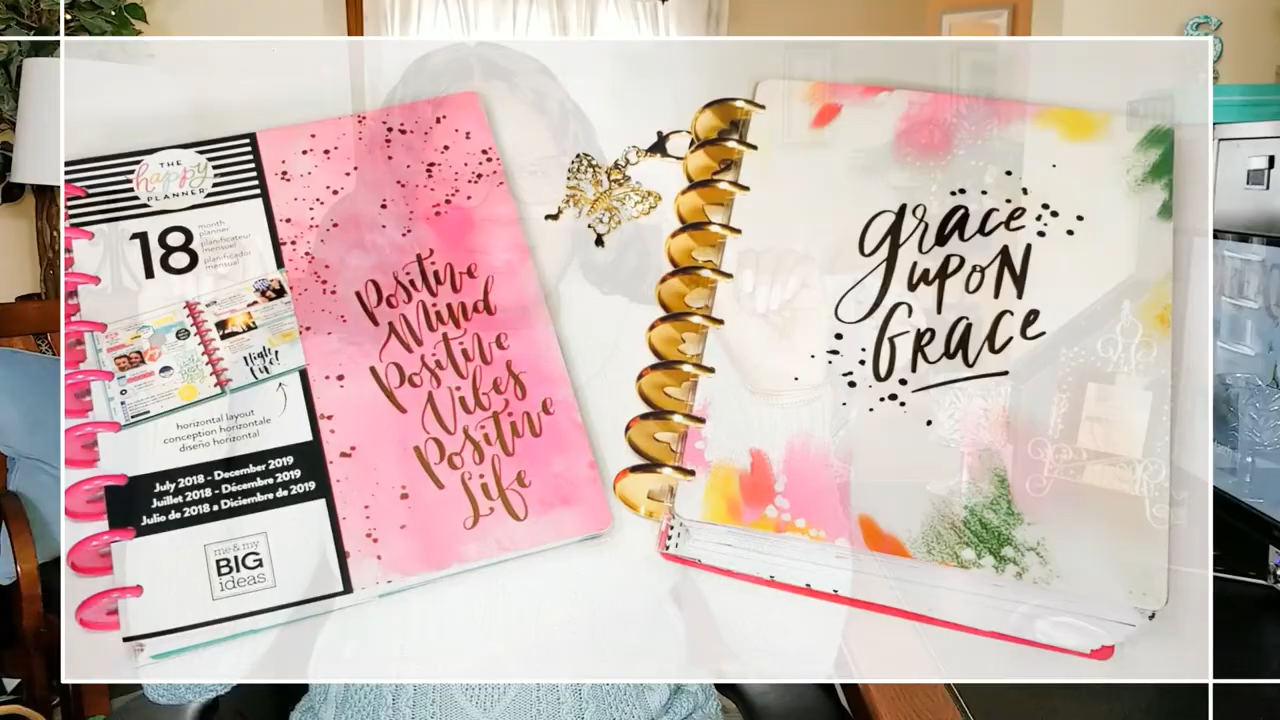 THE
happy
PLANNER
18
month
planner
planificateur
mensuel
planificador
mensual
High
Life!
horizontal layout
conception horizontale
diseño horizontal
July 2018 - December 2019
Juillet 2018 - Décembre 2019
Julio de 2018 a Diciembre de 2019
me & my
BIG
ideas
Positive
Mind
Positive
Vibes
Positive
Life
grace
upon
Grace
S